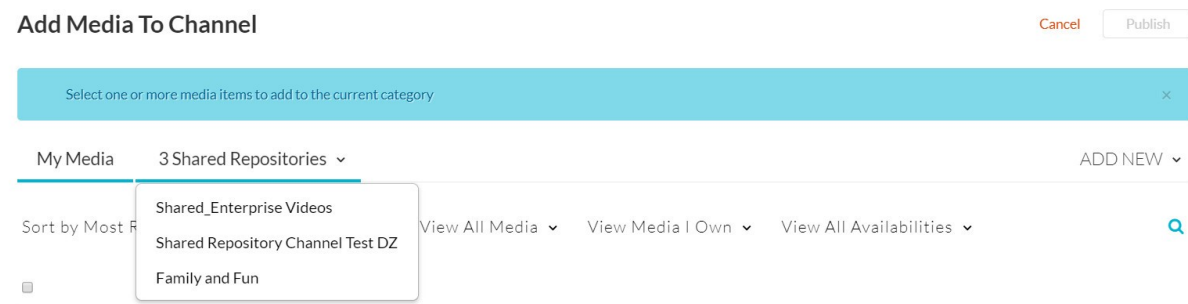 Add Media To Channel
Cancel Publish
Select one or more media items to add to the current category ×
My Media 3 Shared Repositories ADD NEW
Shared_Enterprise Videos
Sort by Most View All Media View Media I Own View All Availabilities
Shared Repository Channel Test DZ
Family and Fun